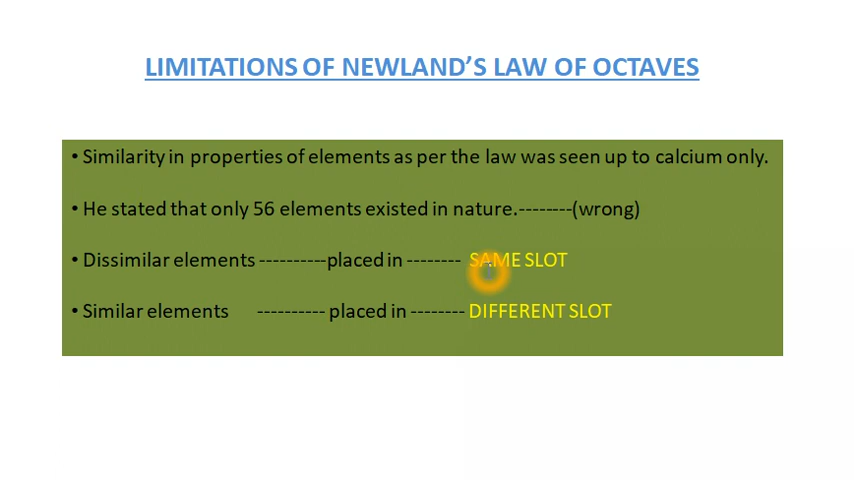 LIMITATIONS OF NEWLAND'S LAW OF OCTAVES
• Similarity in properties of elements as per the law was seen up to calcium only.
• He stated that only 56 elements existed in nature.--------(wrong)
• Dissimilar elements ----------placed in -------- SAME SLOT
• Similar elements ---------- placed in -------- DIFFERENT SLOT